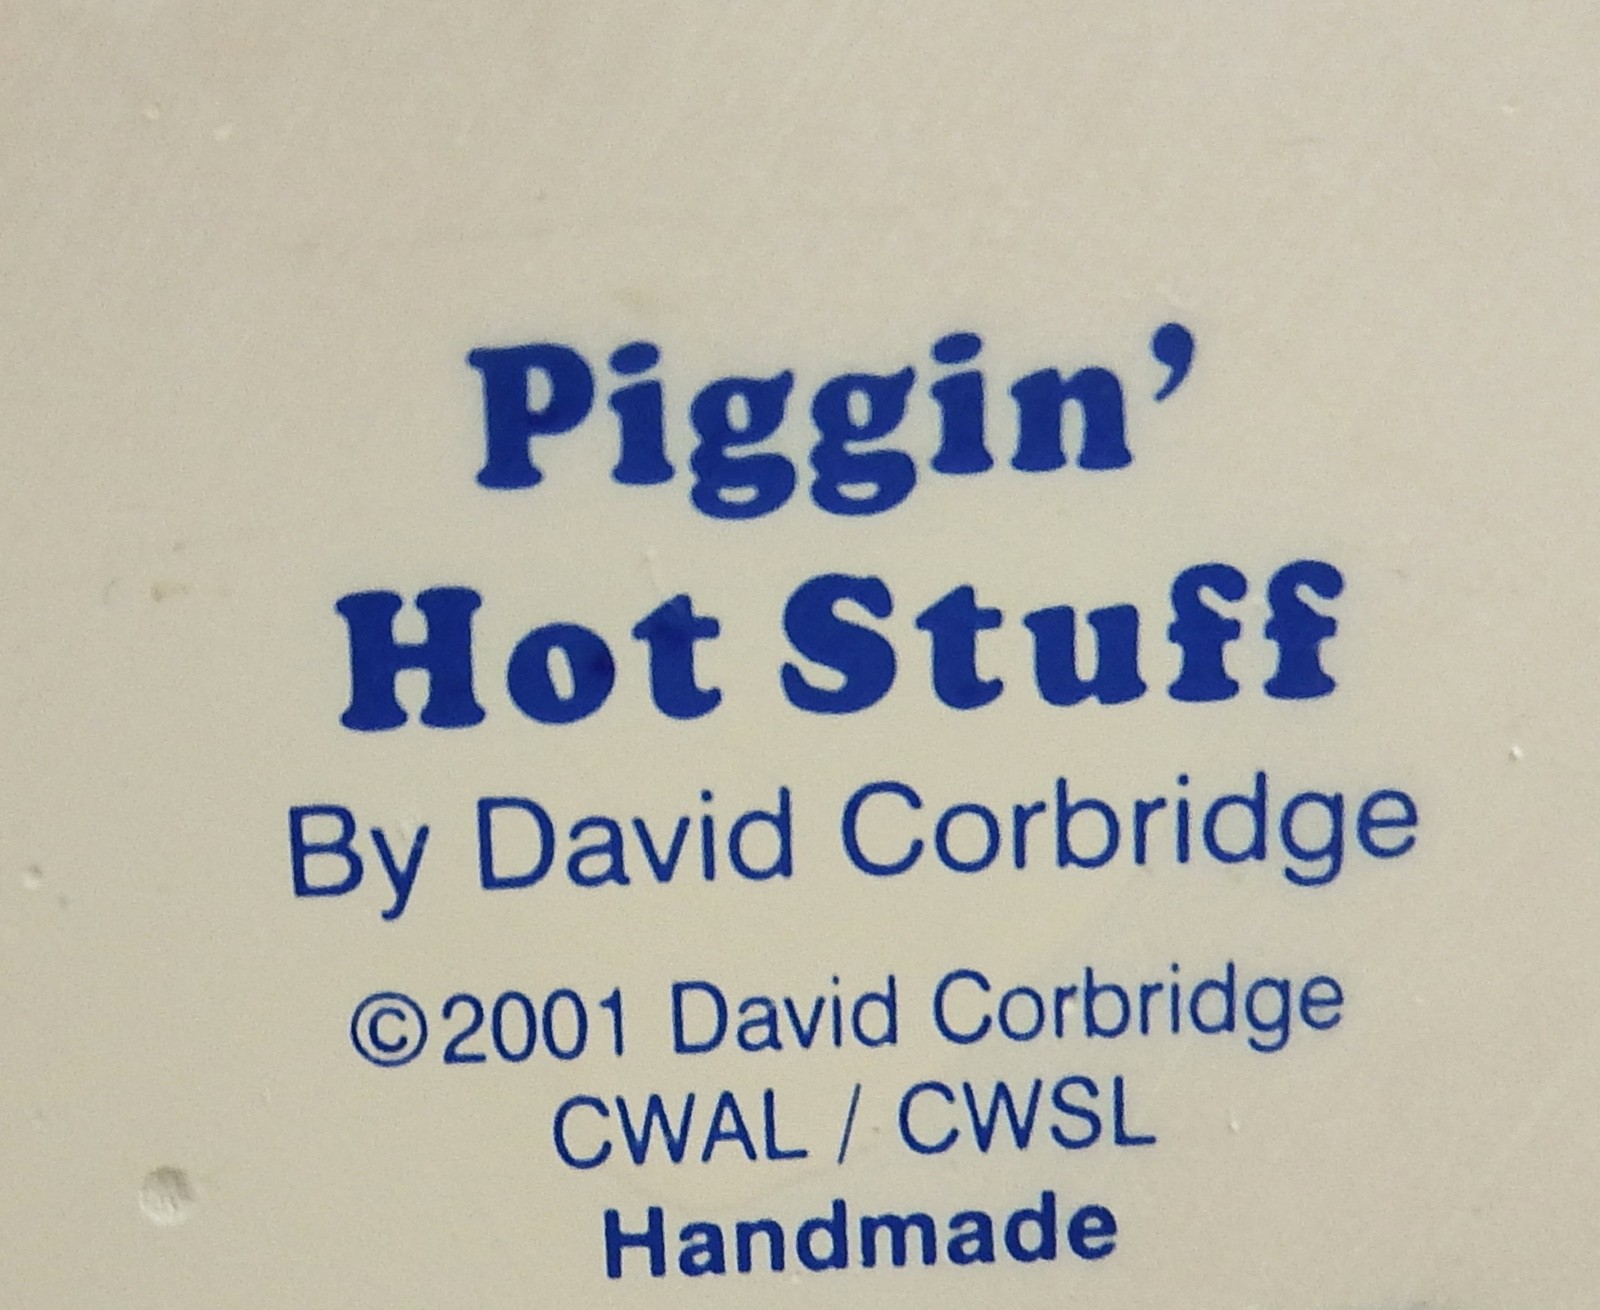 Piggin’
Hot Stuff
By David Corbridge
©2001 David Corbridge
CWAL / CWSL
Handmade